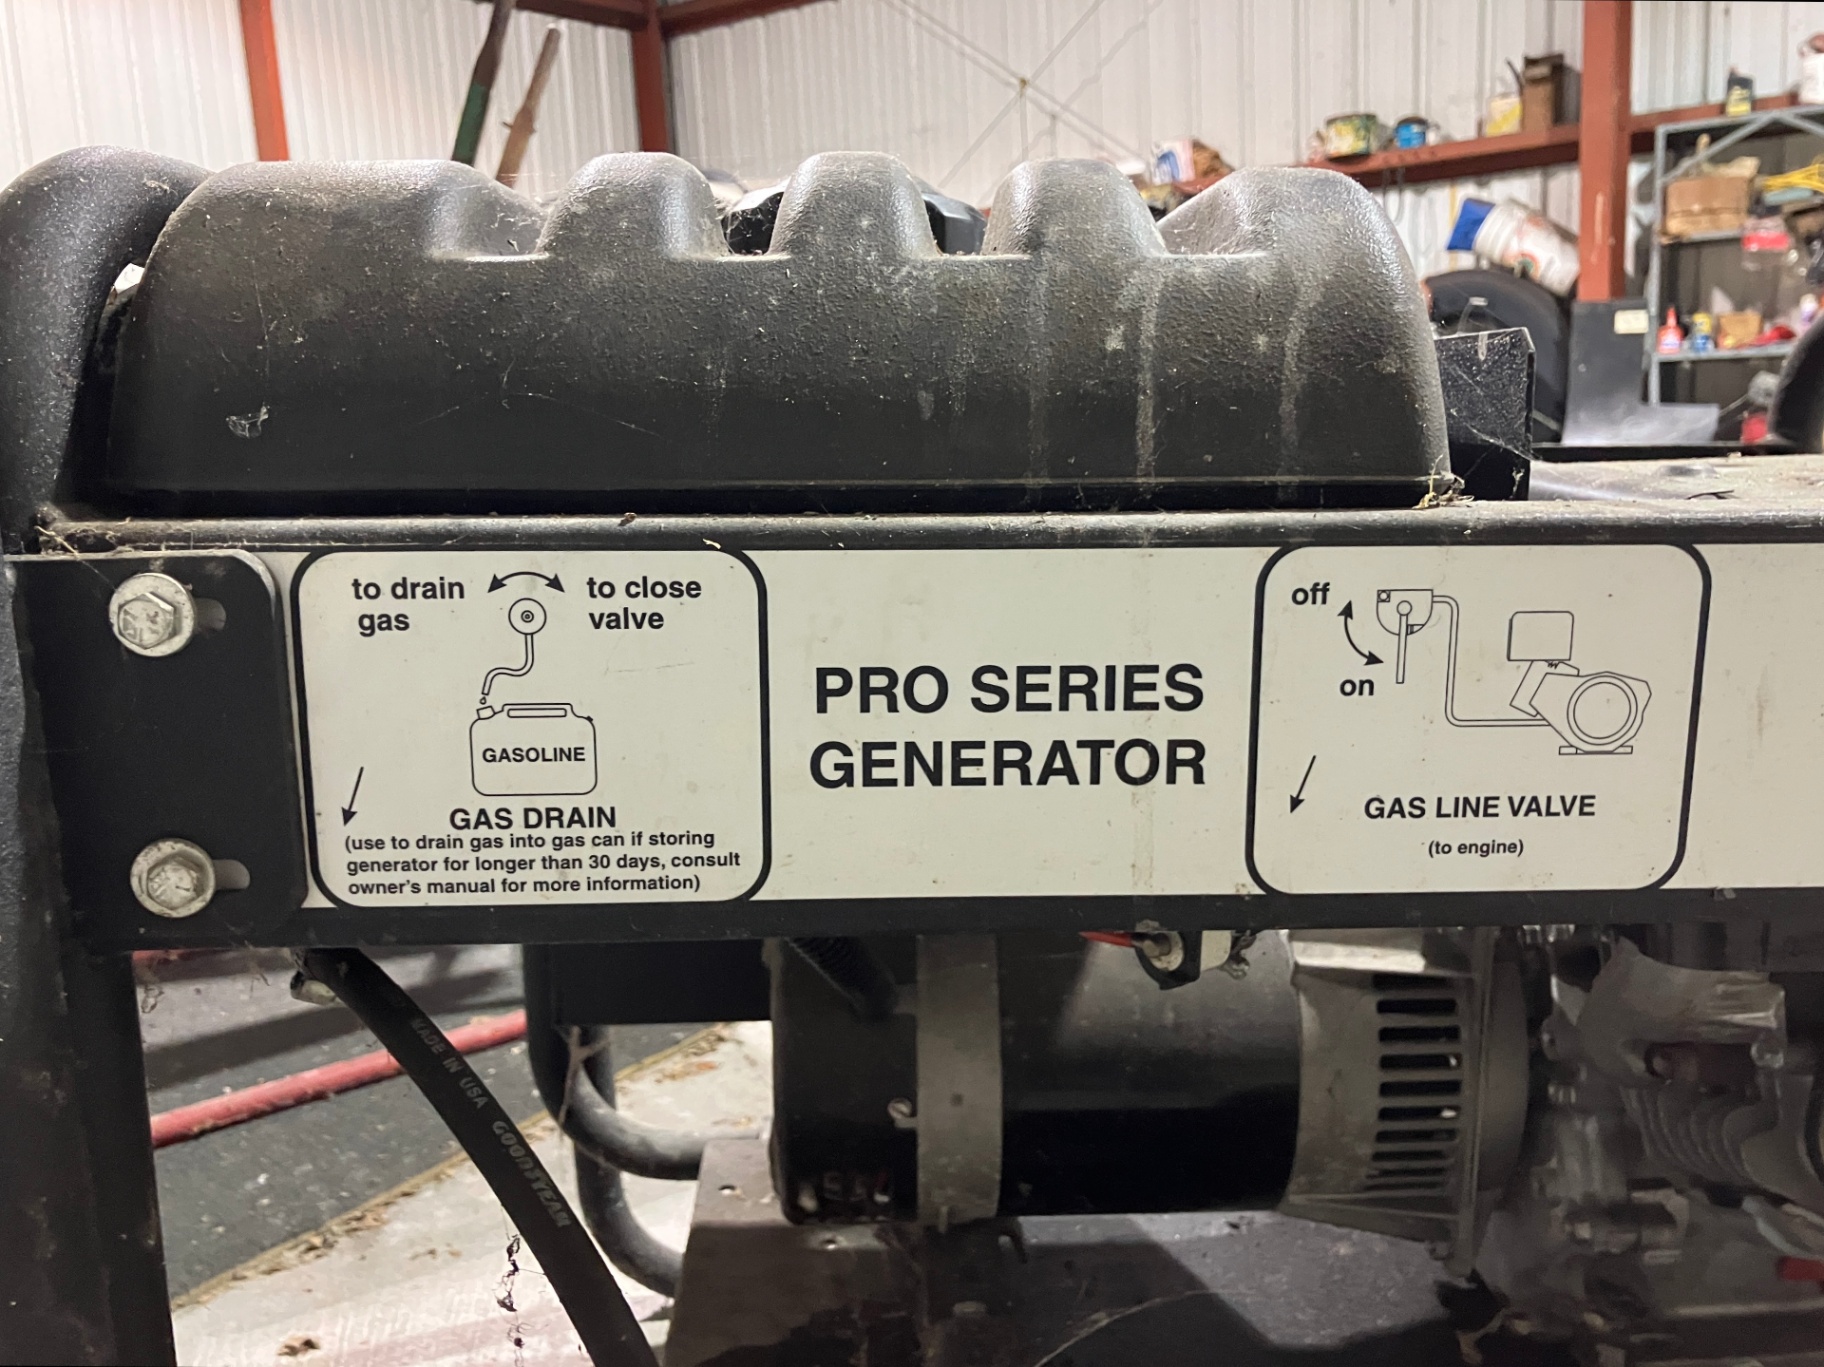 to drain
gas
to close
valve
GASOLINE
GAS DRAIN
(use to drain gas into gas can if storing
generator for longer than 30 days, consult
owner's manual for more information)
PRO SERIES
GENERATOR
off
on
GAS LINE VALVE
(to engine)
MADE IN USA GOODYEAR